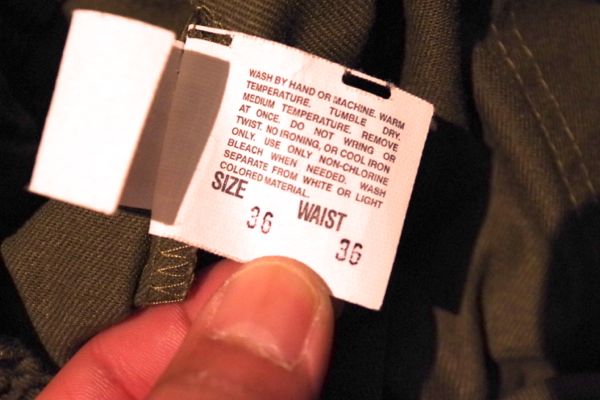 WASH BY HAND OR MACHINE. WARM
TEMPERATURE. TUMBLE DRY.
MEDIUM TEMPERATURE. REMOVE
AT ONCE. DO NOT WRING OR
TWIST. NO IRONING, OR COOL IRON
ONLY. USE ONLY NON-CHLORINE
BLEACH WHEN NEEDED. WASH
SEPARATE FROM WHITE OR LIGHT
COLORED MATERIAL.
SIZE WAIST
36 36